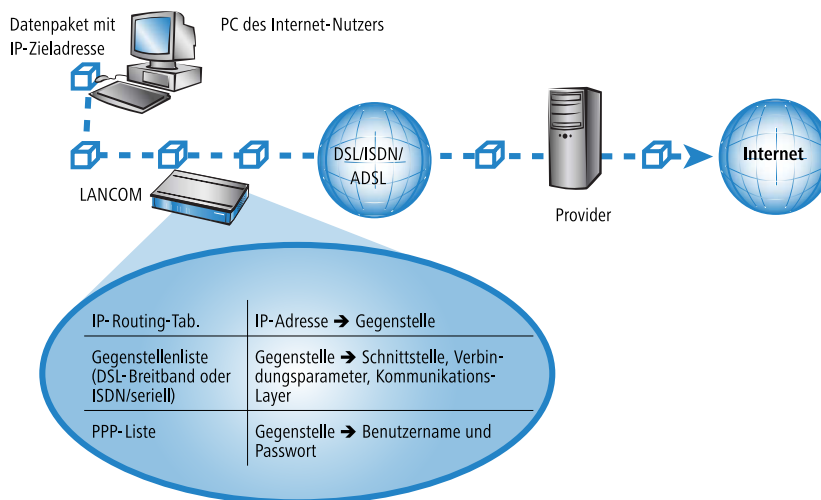 Datenpaket mit
IP-Zieladresse
PC des Internet-Nutzers
DSL/ISDN/
ADSL
Internet
LANCOM
Provider
IP-Routing-Tab.
IP-Adresse ➔ Gegenstelle
Gegenstellenliste
(DSL-Breitband oder
ISDN/seriell)
Gegenstelle ➔ Schnittstelle, Verbin-
dungsparameter, Kommunikations-
Layer
PPP-Liste
Gegenstelle ➔ Benutzername und
Passwort